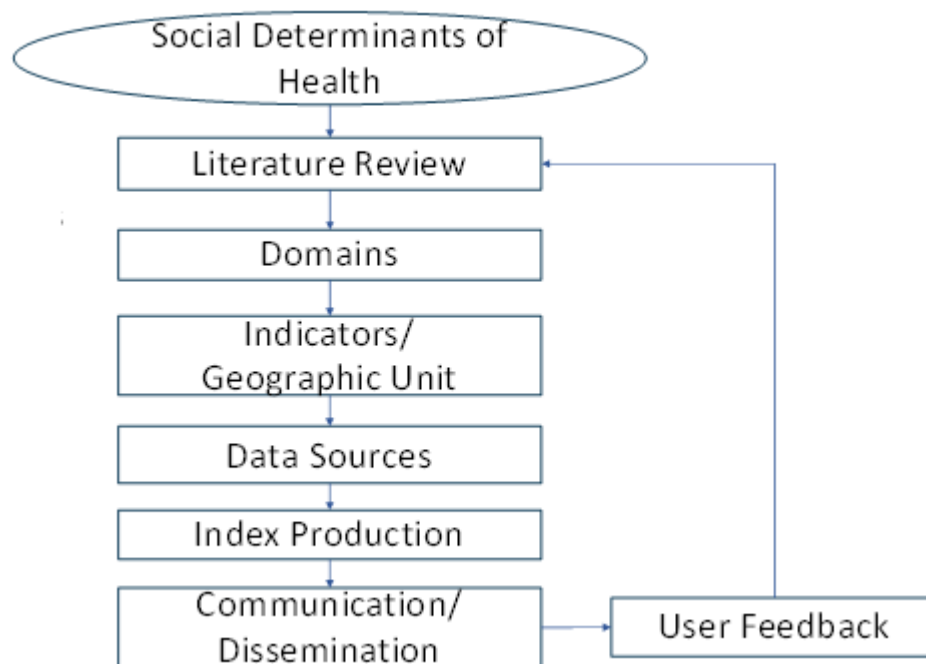 Social Determinants of
Health
Literature Review
Domains
Indicators/
Geographic Unit
Data Sources
Index Production
Communication/
Dissemination
User Feedback